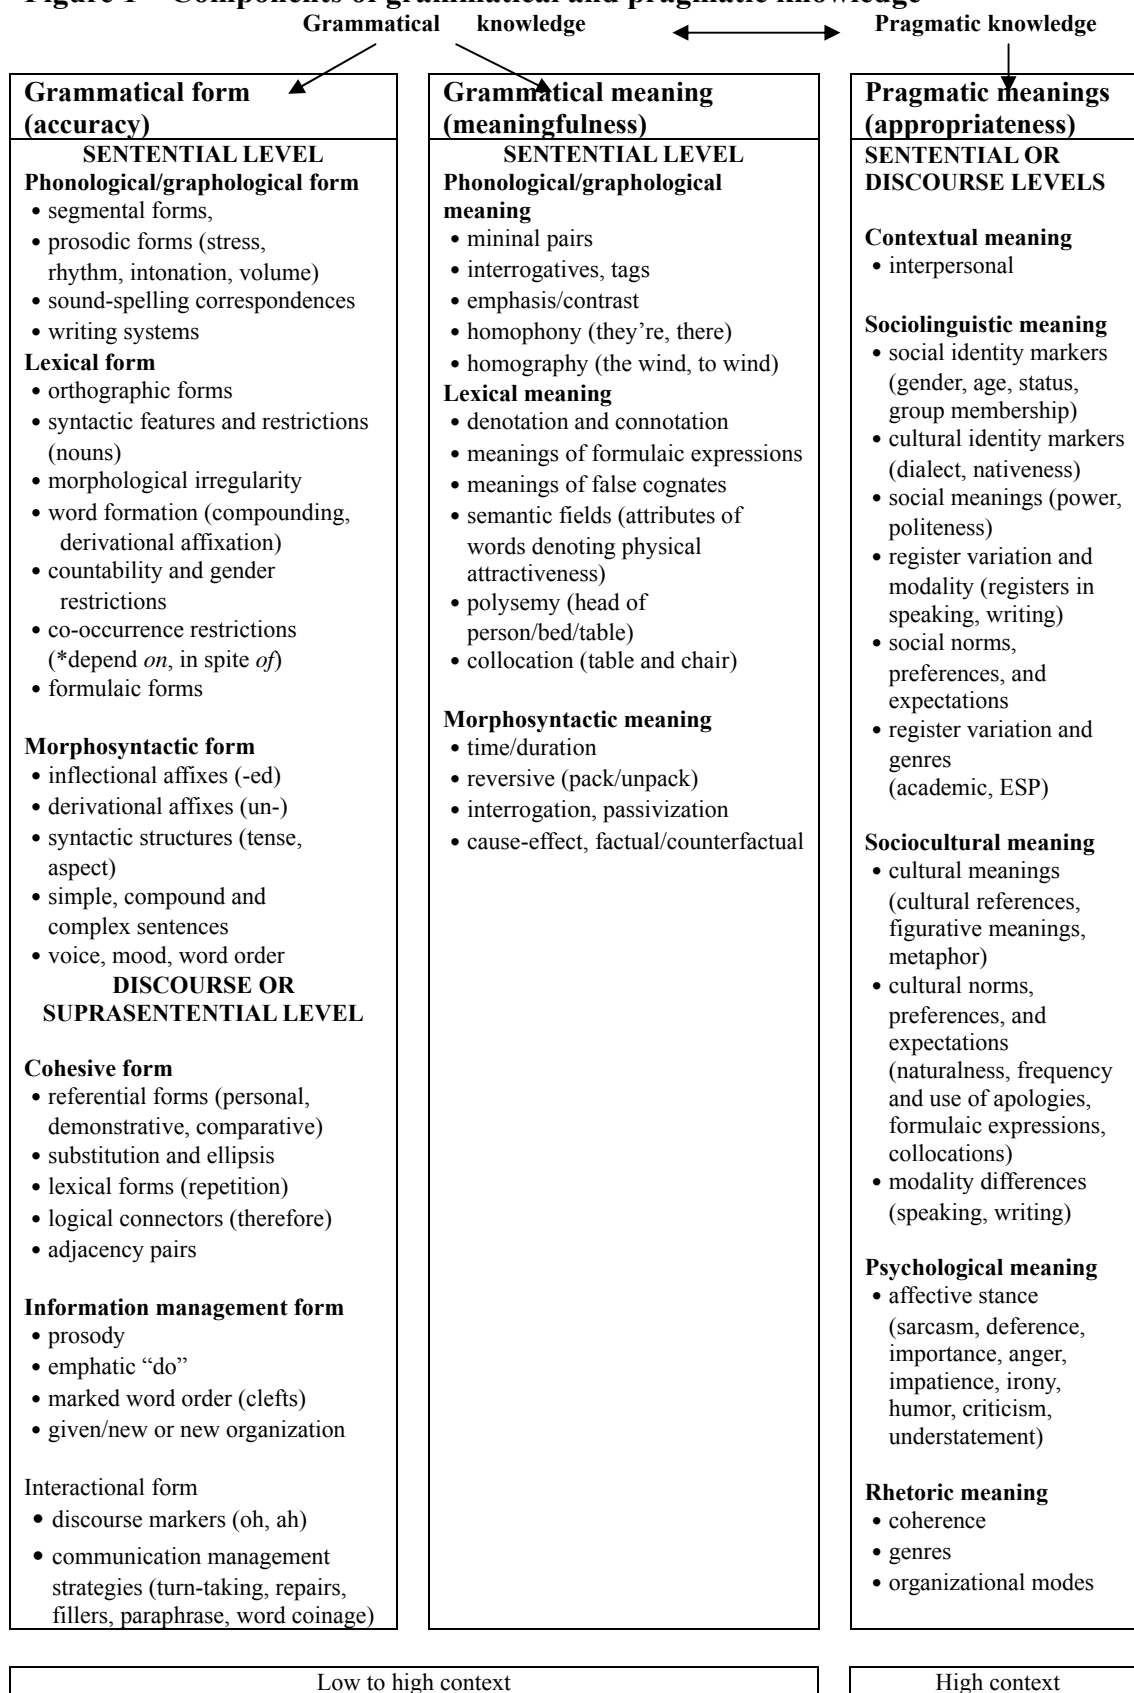 Figure 1 Components of grammatical and pragmatic knowledge
Grammatical knowledge
Pragmatic knowledge
Grammatical form
(accuracy)
SENTENTIAL LEVEL
Phonological/graphological form
• segmental forms,
• prosodic forms (stress,
rhythm, intonation, volume)
• sound-spelling correspondences
• writing systems
Lexical form
• orthographic forms
• syntactic features and restrictions
(nouns)
• morphological irregularity
• word formation (compounding,
derivational affixation)
• countability and gender
restrictions
• co-occurrence restrictions
(*depend on, in spite of)
• formulaic forms
Morphosyntactic form
• inflectional affixes (-ed)
• derivational affixes (un-)
• syntactic structures (tense,
aspect)
• simple, compound and
complex sentences
• voice, mood, word order
DISCOURSE OR
SUPRASENTENTIAL LEVEL
Cohesive form
• referential forms (personal,
demonstrative, comparative)
• substitution and ellipsis
• lexical forms (repetition)
• logical connectors (therefore)
• adjacency pairs
Information management form
• prosody
• emphatic “do”
• marked word order (clefts)
• given/new or new organization
Interactional form
• discourse markers (oh, ah)
• communication management
strategies (turn-taking, repairs,
fillers, paraphrase, word coinage)
Grammatical meaning
(meaningfulness)
SENTENTIAL LEVEL
Phonological/graphological
meaning
• mininal pairs
• interrogatives, tags
• emphasis/contrast
• homophony (they’re, there)
• homography (the wind, to wind)
Lexical meaning
• denotation and connotation
• meanings of formulaic expressions
• meanings of false cognates
• semantic fields (attributes of
words denoting physical
attractiveness)
• polysemy (head of
person/bed/table)
• collocation (table and chair)
Morphosyntactic meaning
• time/duration
• reversive (pack/unpack)
• interrogation, passivization
• cause-effect, factual/counterfactual
Pragmatic meanings
(appropriateness)
SENTENTIAL OR
DISCOURSE LEVELS
Contextual meaning
• interpersonal
Sociolinguistic meaning
• social identity markers
(gender, age, status,
group membership)
• cultural identity markers
(dialect, nativeness)
• social meanings (power,
politeness)
• register variation and
modality (registers in
speaking, writing)
• social norms,
preferences, and
expectations
• register variation and
genres
(academic, ESP)
Sociocultural meaning
• cultural meanings
(cultural references,
figurative meanings,
metaphor)
• cultural norms,
preferences, and
expectations
(naturalness, frequency
and use of apologies,
formulaic expressions,
collocations)
• modality differences
(speaking, writing)
Psychological meaning
• affective stance
(sarcasm, deference,
importance, anger,
impatience, irony,
humor, criticism,
understatement)
Rhetoric meaning
• coherence
• genres
• organizational modes
Low to high context
High context